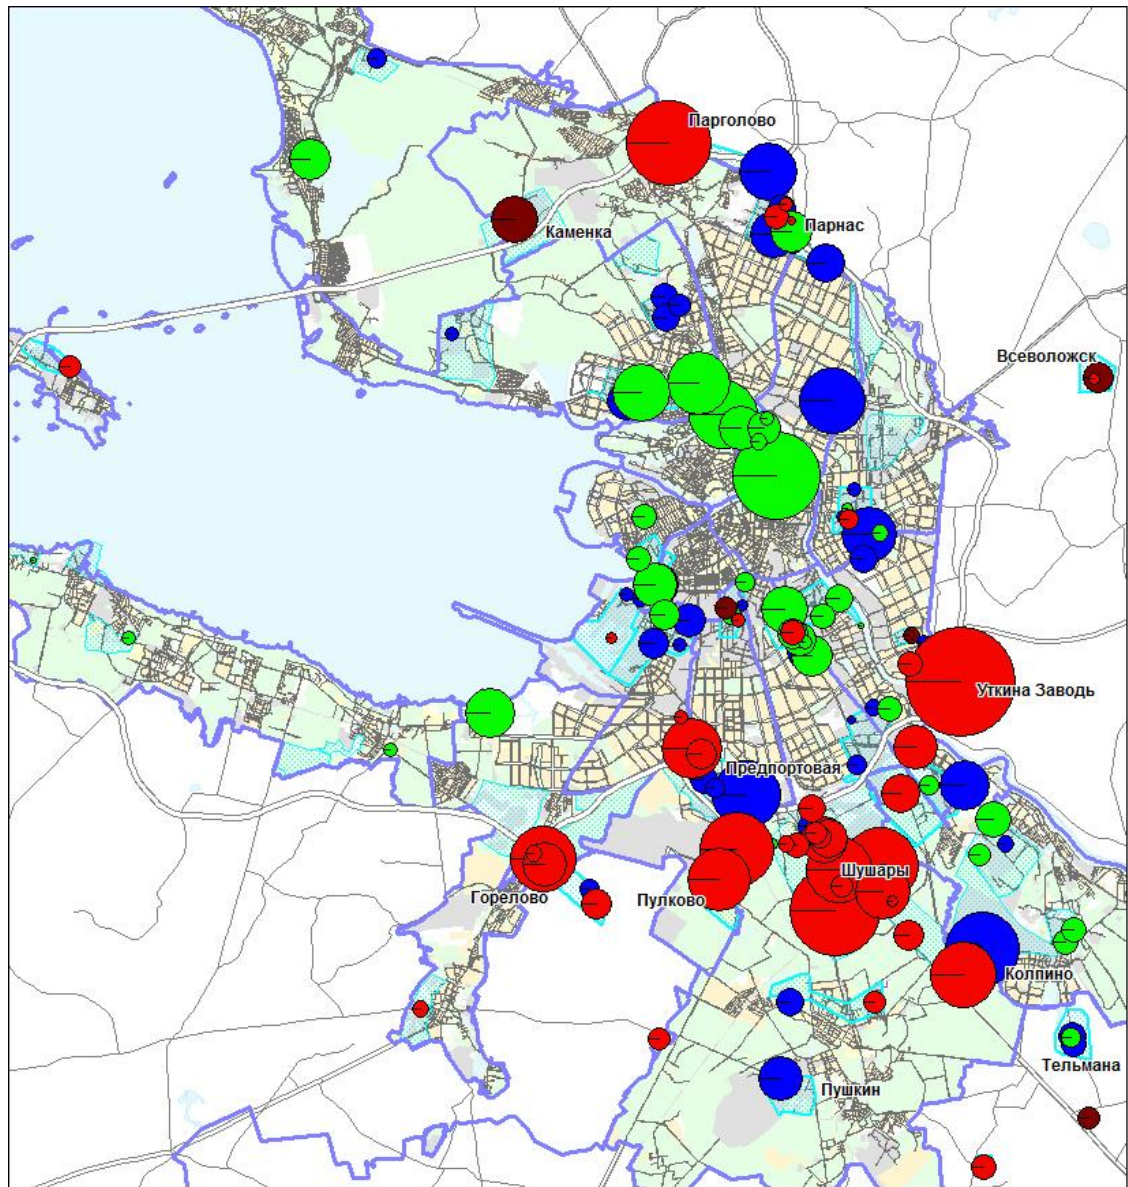 Парголово
Парнас
Каменка
Всеволожск
Уткина Заводь
Предпортовая
Шушары
Горелово
Пулково
Колпино
Тельмана
Пушкин